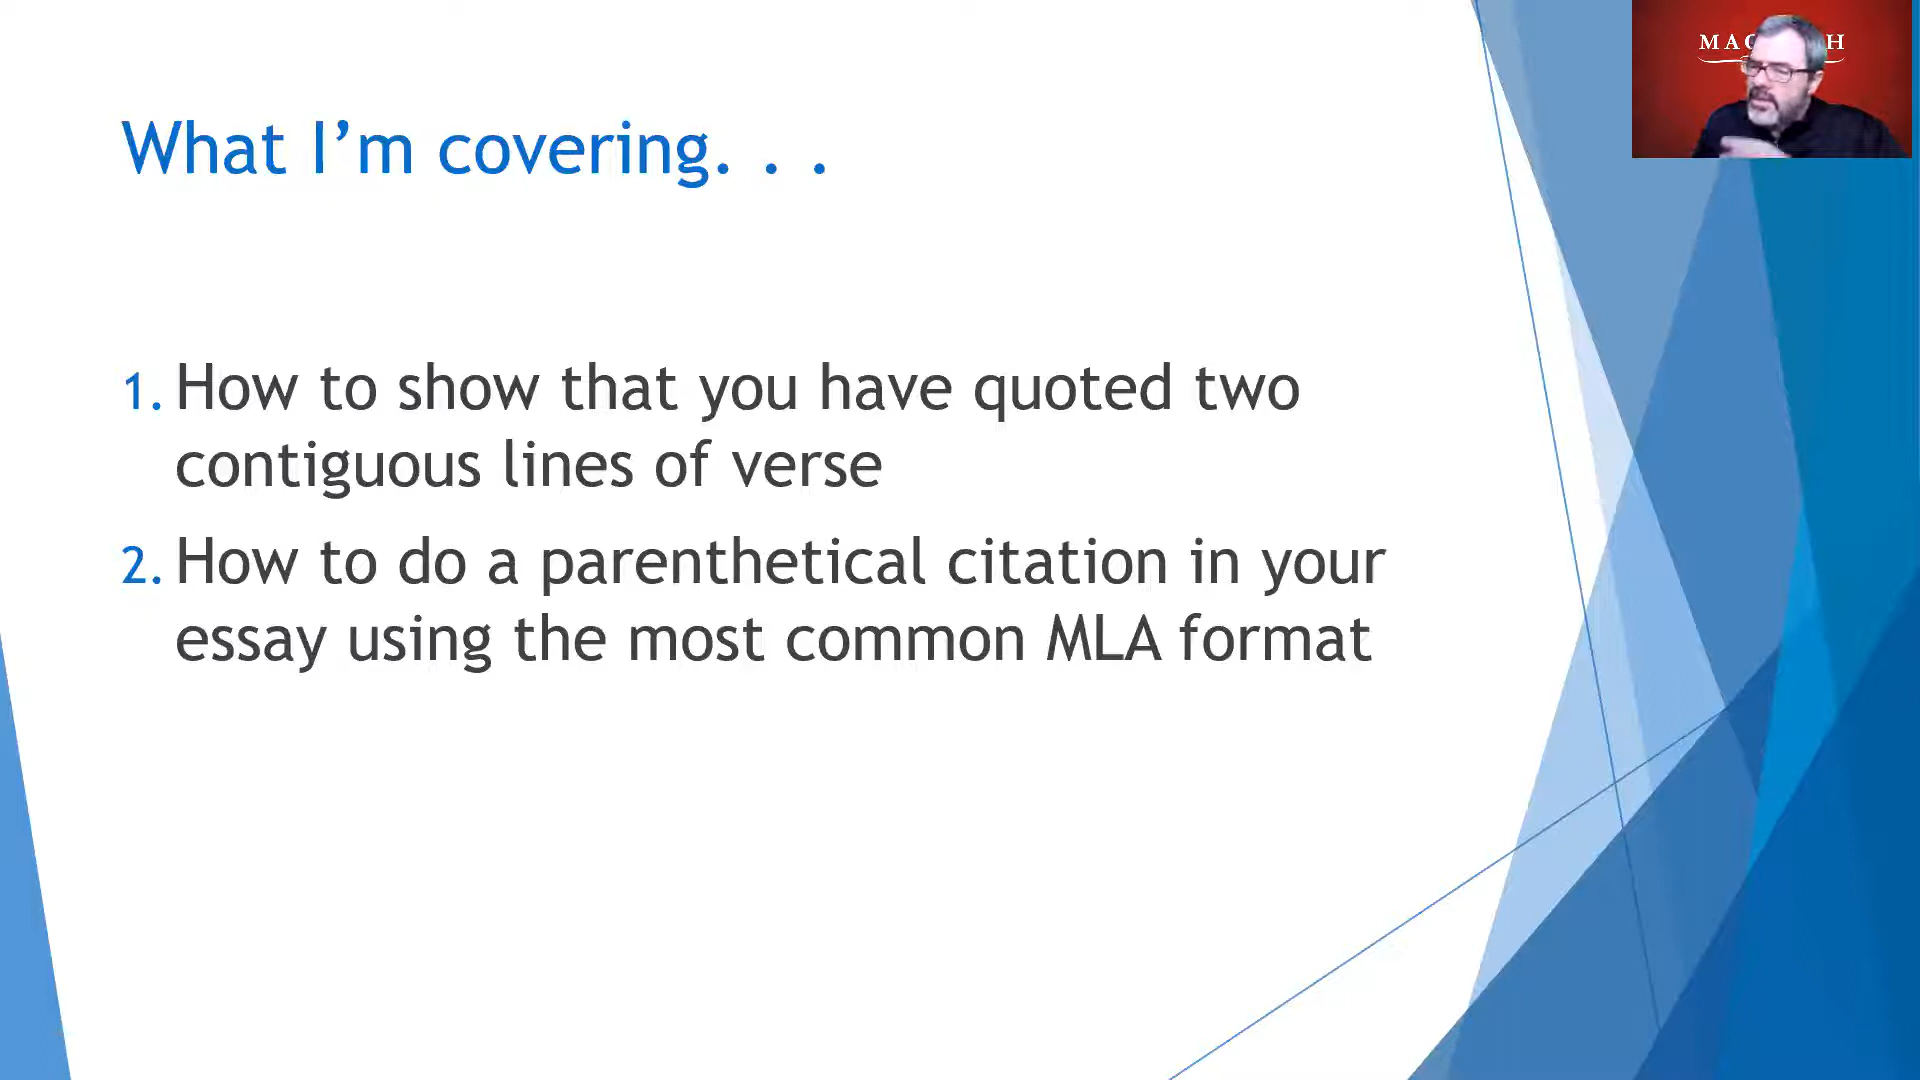 What I’m covering. . .
1. How to show that you have quoted two
contiguous lines of verse
2. How to do a parenthetical citation in your
essay using the most common MLA format